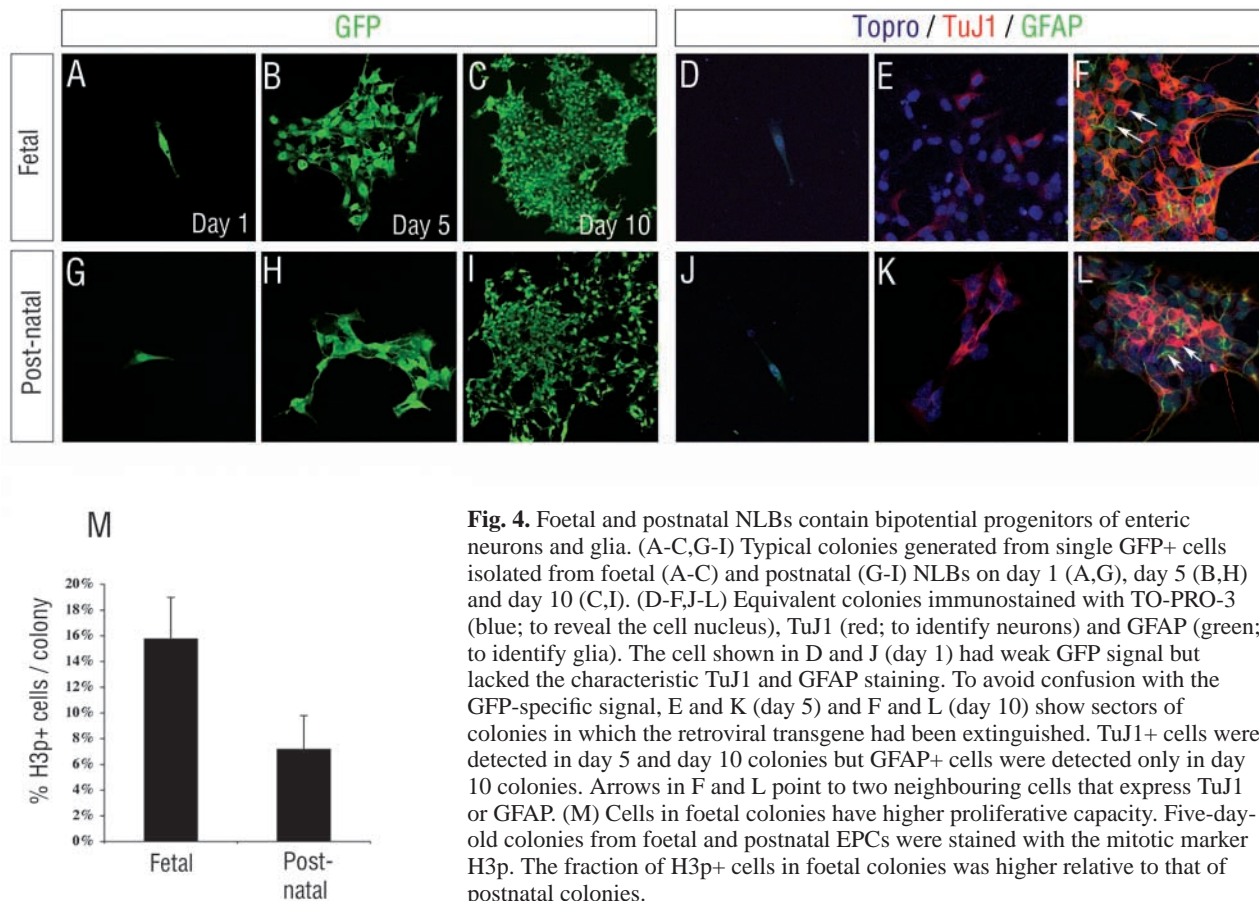 GFP
Topro / TuJ1 / GFAP
Fetal
A
Day 1
B
Day 5
C
Day 10
D
E
F
Post-natal
G
H
I
J
K
L
M
% H3p+ cells / colony
20%
18%
16%
14%
12%
10%
8%
6%
4%
2%
0%
Fetal
Post-
natal
Fig. 4. Foetal and postnatal NLBs contain bipotential progenitors of enteric
neurons and glia. (A-C,G-I) Typical colonies generated from single GFP+ cells
isolated from foetal (A-C) and postnatal (G-I) NLBs on day 1 (A,G), day 5 (B,H)
and day 10 (C,I). (D-F,J-L) Equivalent colonies immunostained with TO-PRO-3
(blue; to reveal the cell nucleus), TuJ1 (red; to identify neurons) and GFAP (green;
to identify glia). The cell shown in D and J (day 1) had weak GFP signal but
lacked the characteristic TuJ1 and GFAP staining. To avoid confusion with the
GFP-specific signal, E and K (day 5) and F and L (day 10) show sectors of
colonies in which the retroviral transgene had been extinguished. TuJ1+ cells were
detected in day 5 and day 10 colonies but GFAP+ cells were detected only in day
10 colonies. Arrows in F and L point to two neighbouring cells that express TuJ1
or GFAP. (M) Cells in foetal colonies have higher proliferative capacity. Five-day-
old colonies from foetal and postnatal EPCs were stained with the mitotic marker
H3p. The fraction of H3p+ cells in foetal colonies was higher relative to that of
postnatal colonies.